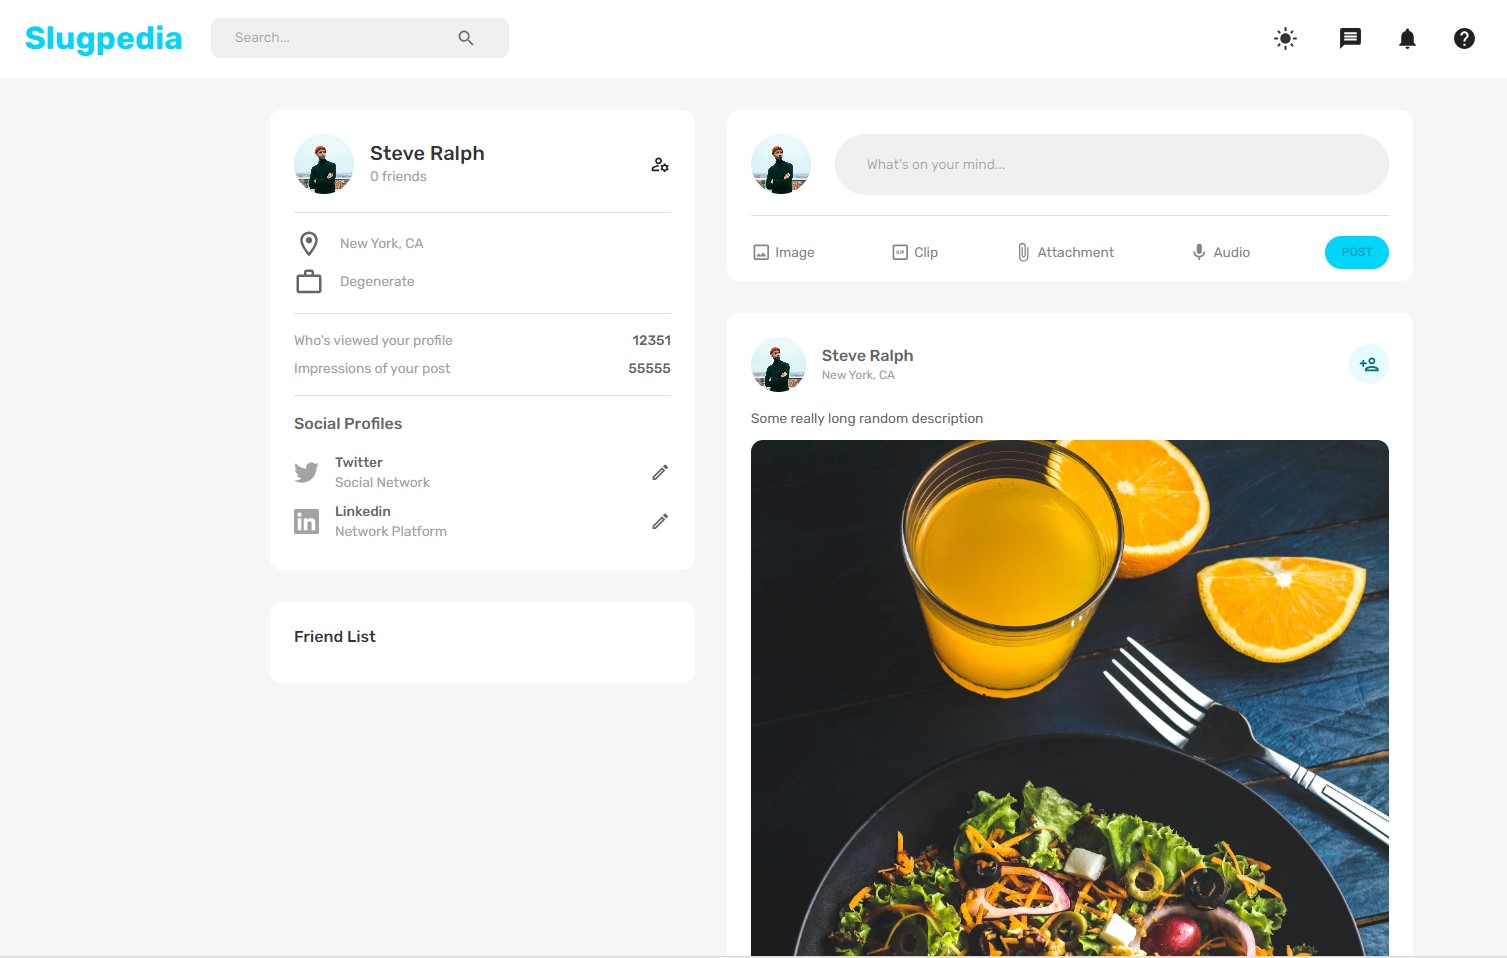 Slugpedia
Search...
Steve Ralph
0 friends
New York, CA
Degenerate
Who's viewed your profile 12351
Impressions of your post 55555
Social Profiles
Twitter
Social Network
Linkedin
Network Platform
Friend List
What's on your mind...
Image Clip Attachment Audio POST
Steve Ralph
New York, CA
Some really long random description